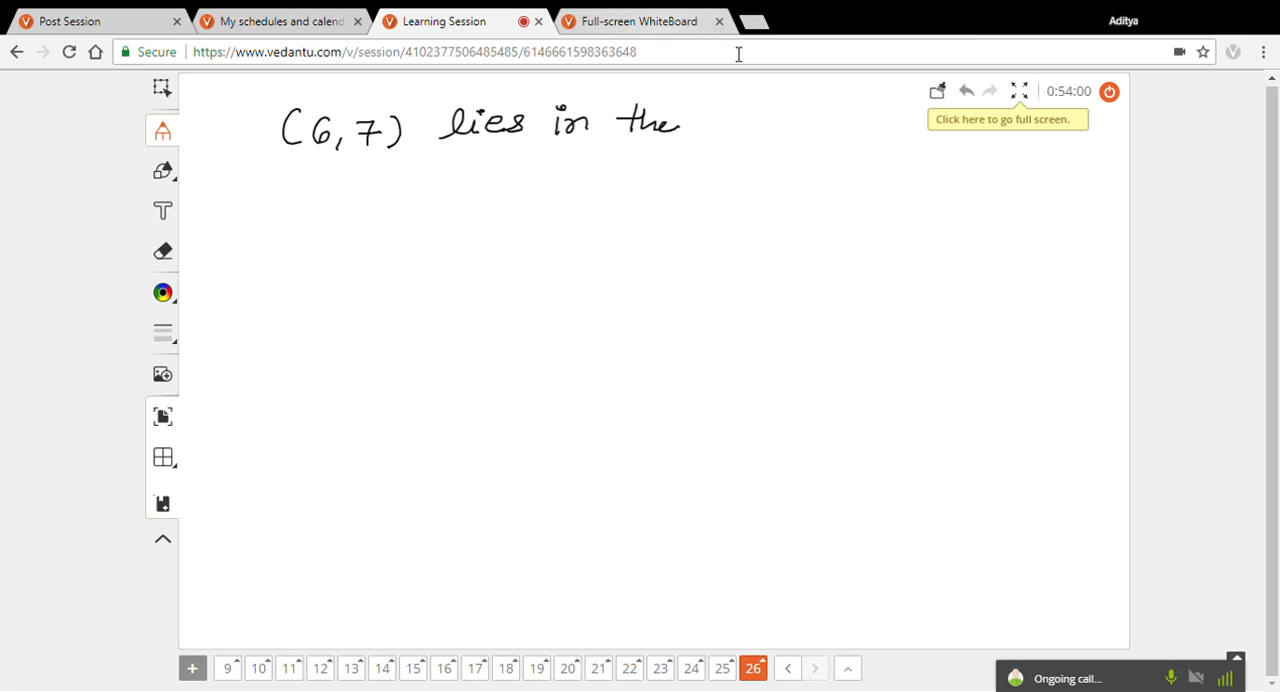 Post Session
My schedules and calend
Learning Session
Full-screen WhiteBoard
Aditya
Secure
https://www.vedantu.com/v/session/4102377506485485/6146661598363648
0:54:00
Click here to go full screen.
(6, 7) lies in the
9 10 11 12 13 14 15 16 17 18 19 20 21 22 23 24 25 26
Ongoing call...